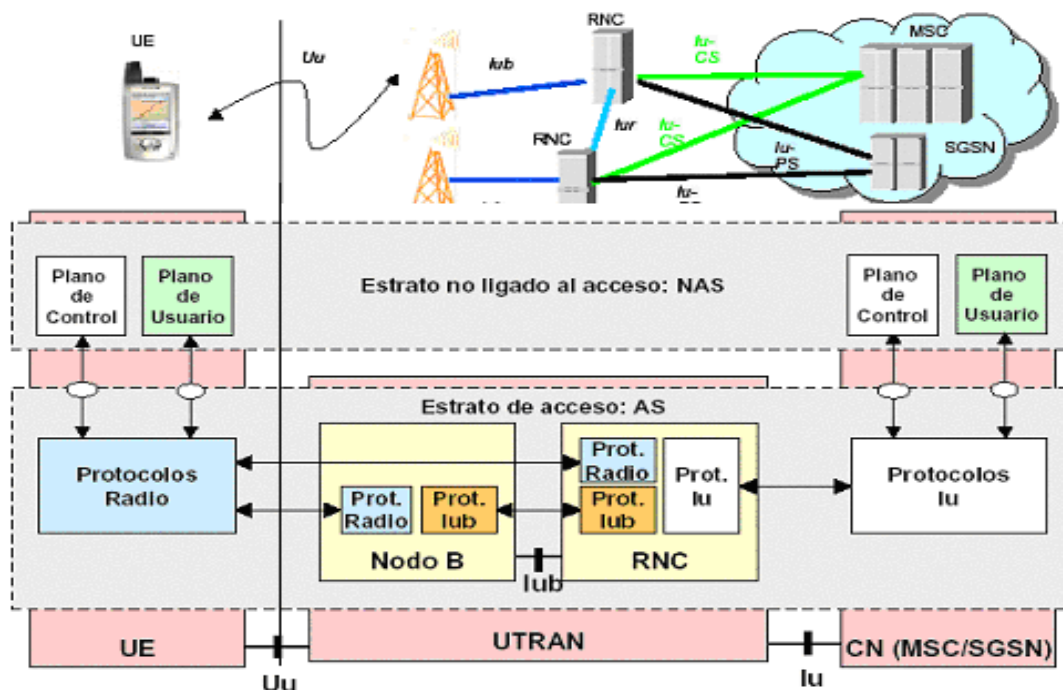 UE
Uu
Iub
RNC
Iu-
CS
MSC
Iur
Iu-
CS
RNC
Iu-
PS
SGSN
Iu-
Plano
de
Control
Plano
de
Usuario
Estrato no ligado al acceso: NAS
Plano
de
Control
Plano
de
Usuario
Estrato de acceso: AS
Protocolos
Radio
Prot.
Radio
Prot.
Iub
Nodo B
Prot.
Radio
Prot.
Iub
Prot.
Iu
RNC
Protocolos
Iu
Iub
UE
UTRAN
CN (MSC/SGSN)
Uu
Iu